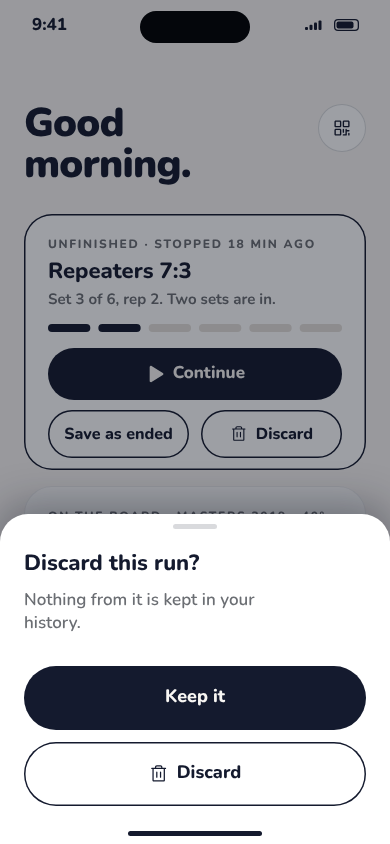 9:41
Good
morning.
UNFINISHED · STOPPED 18 MIN AGO
Repeaters 7:3
Set 3 of 6, rep 2. Two sets are in.
Continue
Save as ended
Discard
Discard this run?
Nothing from it is kept in your
history.
Keep it
Discard